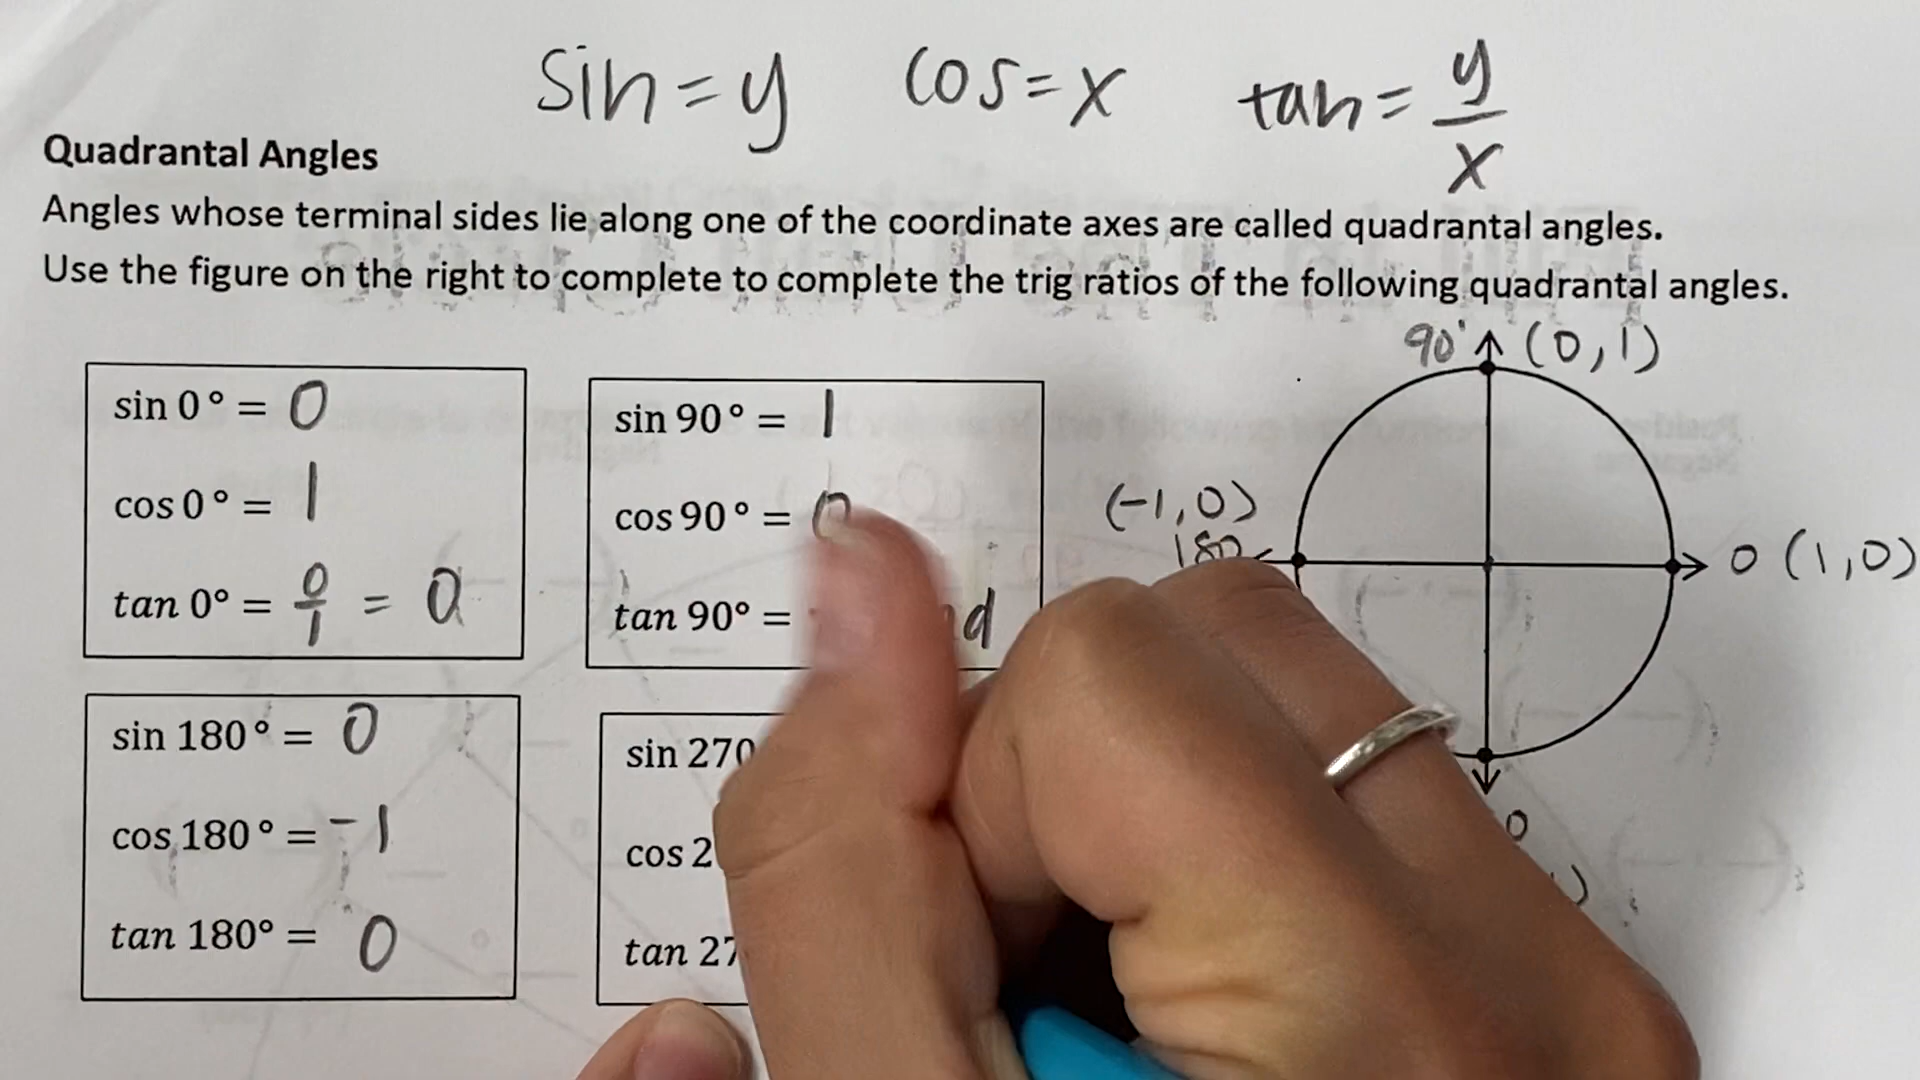 sin = y cos = x tan = y/x
Quadrantal Angles
Angles whose terminal sides lie along one of the coordinate axes are called quadrantal angles.
Use the figure on the right to complete to complete the trig ratios of the following quadrantal angles.
90° (0,1)
sin 0° = 0
cos 0° = 1
tan 0° = 0/1 = 0
sin 90° = 1
cos 90° = 0
tan 90° =
(-1,0)
180
0 (1,0)
sin 180° = 0
cos 180° = -1
tan 180° = 0
sin 270
cos
tan